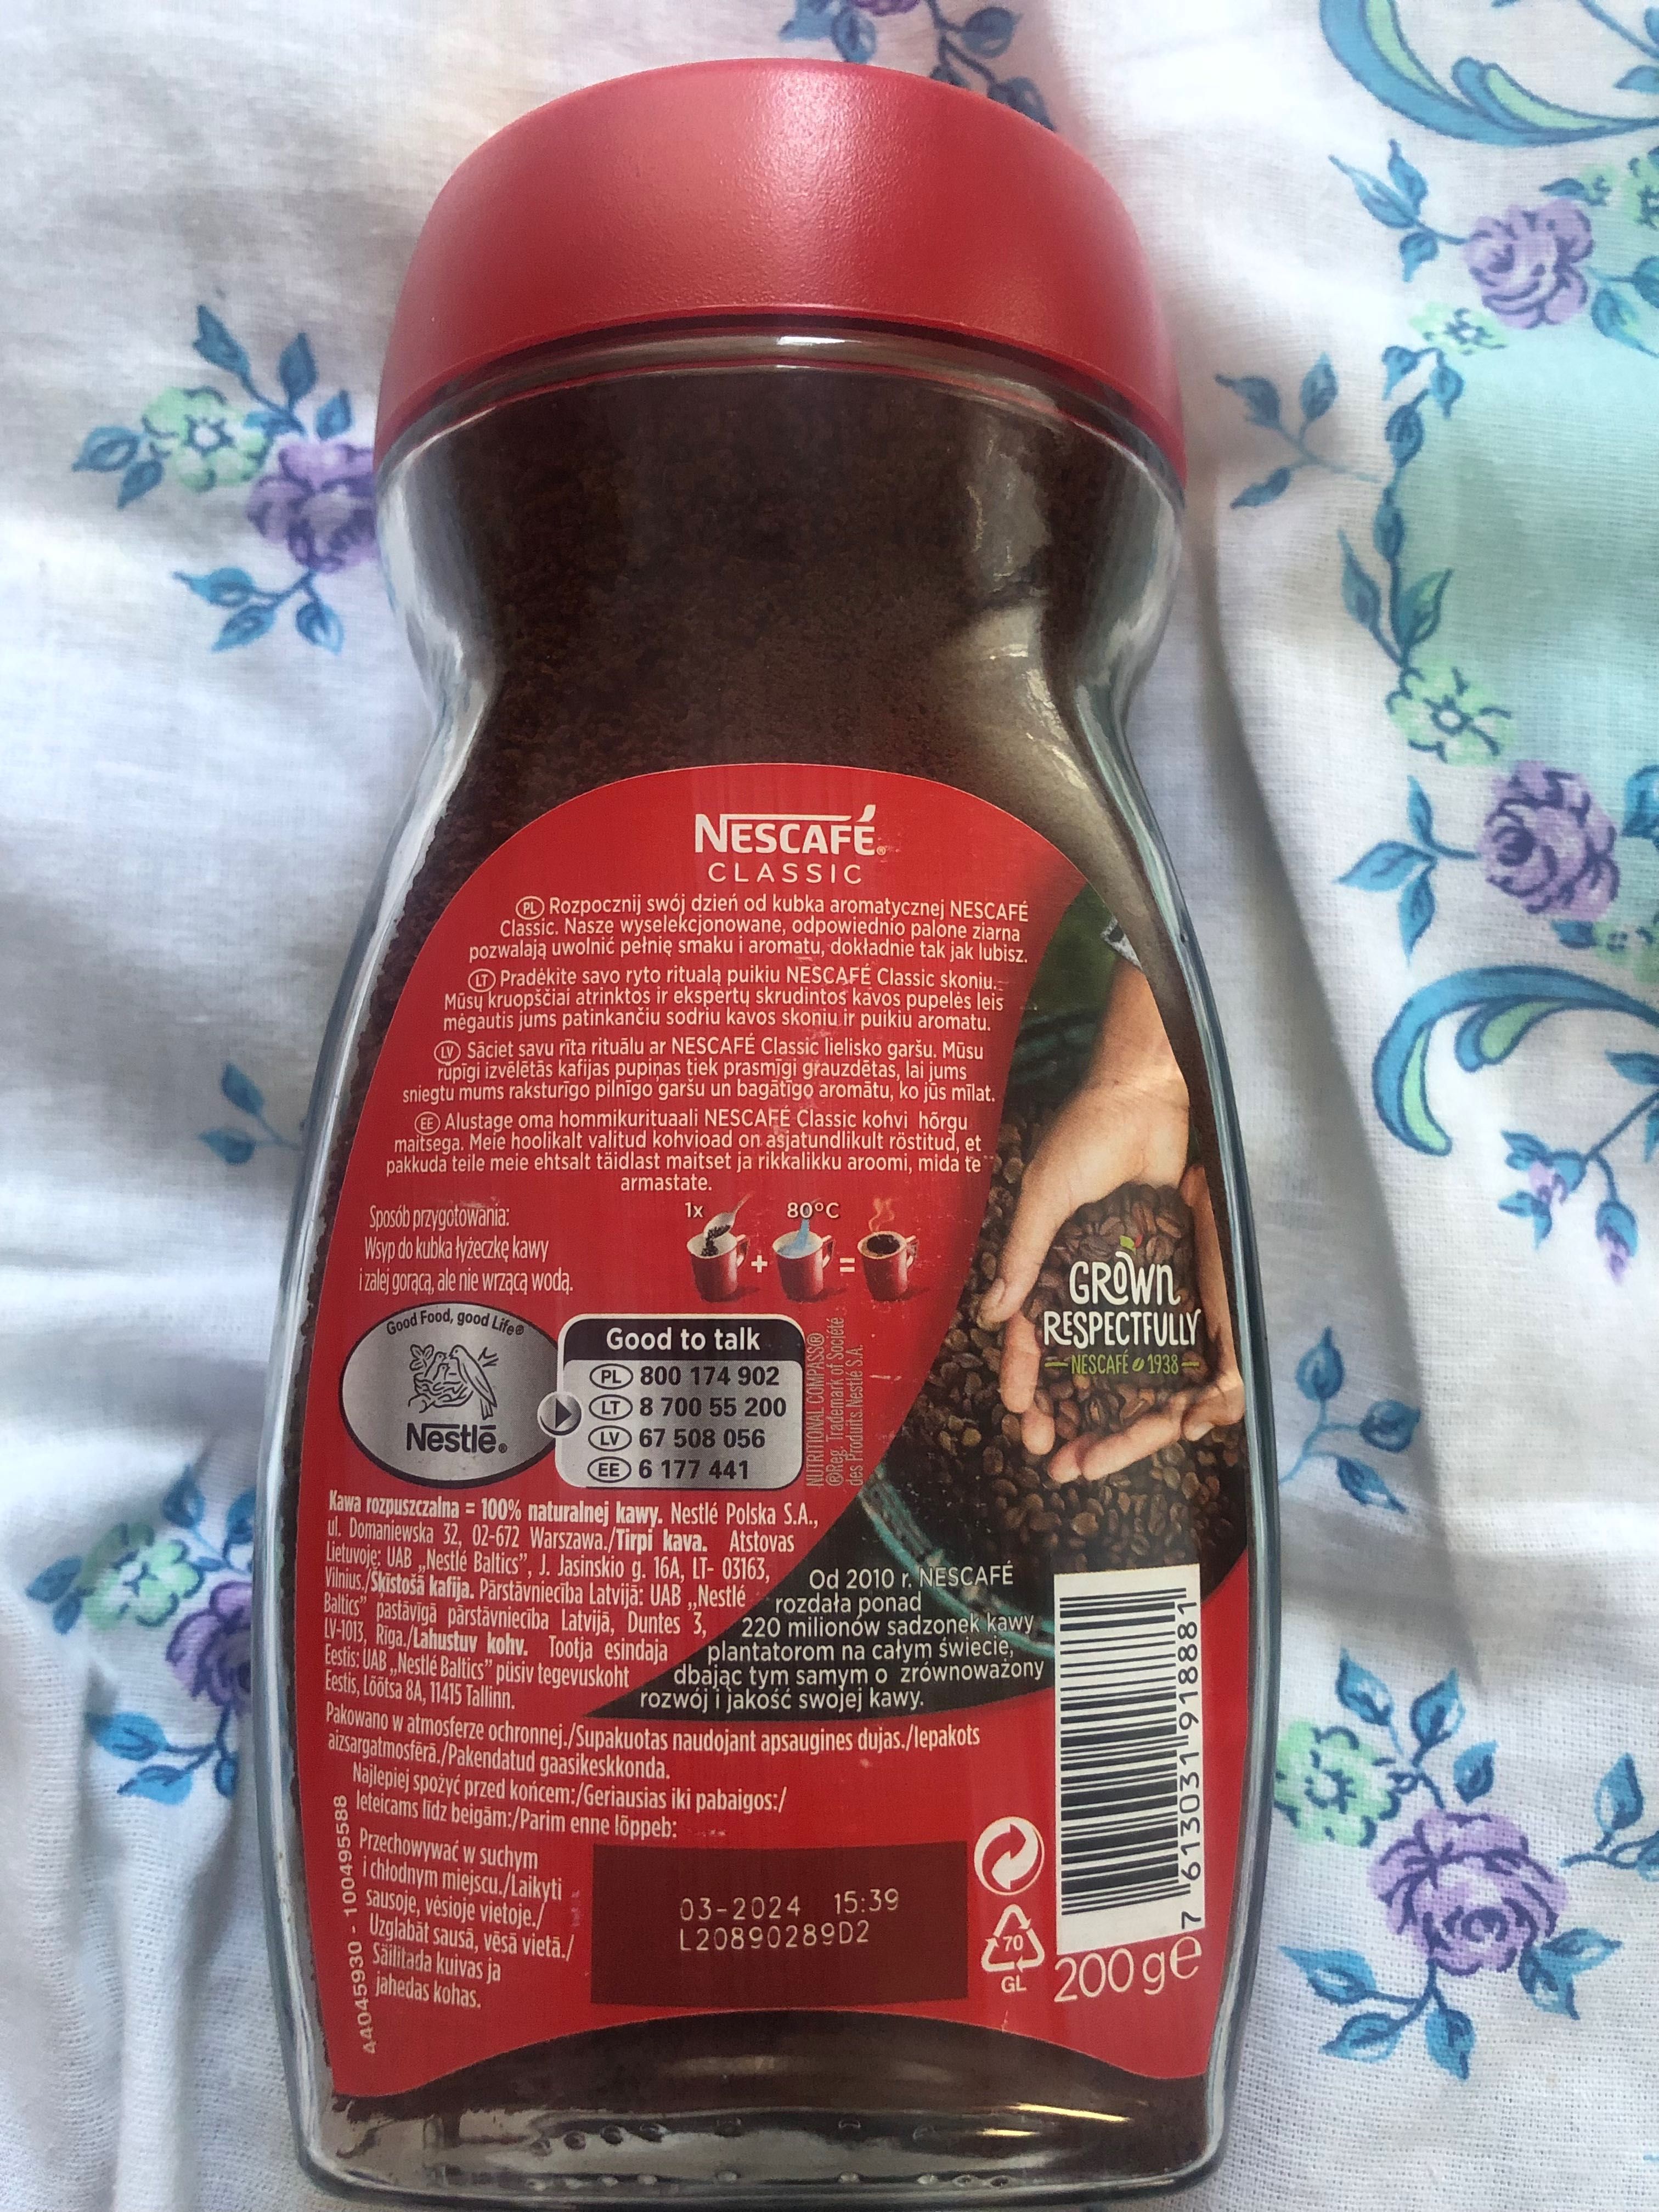 NESCAFÉ®
CLASSIC
PL Rozpocznij swój dzień od kubka aromatycznej NESCAFÉ
Classic. Nasze wyselekcjonowane, odpowiednio palone ziarna
pozwalają uwolnić pełnię smaku i aromatu, dokładnie tak jak lubisz.
LT Pradėkite savo ryto ritualą puikiu NESCAFÉ Classic skoniu.
Mūsų kruopščiai atrinktos ir ekspertų skrudintos kavos pupelės leis
mėgautis jums patinkančiu sodriu kavos skoniu ir puikiu aromatu.
LV Sāciet savu rīta rituālu ar NESCAFÉ Classic lielisko garšu. Mūsu
rūpīgi izvēlētās kafijas pupiņas tiek prasmīgi grauzdētas, lai jums
sniegtu mums raksturīgo pilnīgo garšu un bagātīgo aromātu, ko jūs mīlat.
EE Alustage oma hommikurituaali NESCAFÉ Classic kohvi hõrgu
maitsega. Meie hoolikalt valitud kohvioad on asjatundlikult röstitud, et
pakkuda teile meie ehtsalt täidlast maitset ja rikkalikku aroomi, mida te
armastate.
Sposób przygotowania:
Wsyp do kubka łyżeczkę kawy
i zalej gorącą, ale nie wrzącą wodą.
1x 80°C
+ =
GROWN
RESPECTFULLY
NESCAFÉ 1938
Good Food, good Life®
Nestlé®
Good to talk
PL 800 174 902
LT 8 700 55 200
LV 67 508 056
EE 6 177 441
NUTRITIONAL COMPASS®
®Reg. Trademark of Société
des Produits Nestlé S.A.
Kawa rozpuszczalna = 100% naturalnej kawy. Nestlé Polska S.A.,
ul. Domaniewska 32, 02-672 Warszawa./Tirpi kava. Atstovas
Lietuvoje: UAB „Nestlé Baltics”, J. Jasinskio g. 16A, LT- 03163,
Vilnius./Šķīstošā kafija. Pārstāvniecība Latvijā: UAB „Nestlé
Baltics” pastāvīgā pārstāvniecība Latvijā, Duntes 3,
LV-1013, Rīga./Lahustuv kohv. Tootja esindaja
Eestis: UAB „Nestlé Baltics” püsiv tegevuskoht
Eestis, Lõõtsa 8A, 11415 Tallinn.
Od 2010 r. NESCAFÉ
rozdała ponad
220 milionów sadzonek kawy
plantatorom na całym świecie,
dbając tym samym o zrównoważony
rozwój i jakość swojej kawy.
Pakowano w atmosferze ochronnej./Supakuotas naudojant apsaugines dujas./Iepakots
aizsargatmosfērā./Pakendatud gaasikeskkonda.
Najlepiej spożyć przed końcem:/Geriausias iki pabaigos:/
Ieteicams līdz beigām:/Parim enne lõppeb:
Przechowywać w suchym
i chłodnym miejscu./Laikyti
sausoje, vėsioje vietoje./
Uzglabāt sausā, vēsā vietā./
Säilitada kuivas ja
jahedas kohas.
44045930 - 100495588
03-2024 15:39
L20890289D2
70
GL
7 613031 918881
200 g e